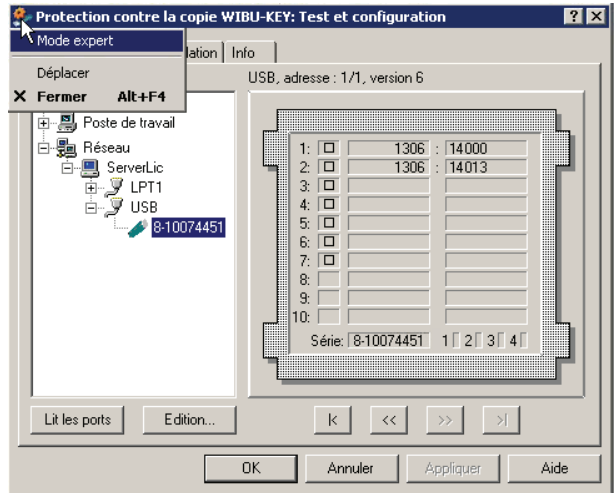 Protection contre la copie WIBU-KEY: Test et configuration
Mode expert
Déplacer
Fermer Alt+F4
lation Info
USB, adresse : 1/1, version 6
Poste de travail
Réseau
ServerLic
LPT1
USB
8-10074451
1: 1306 : 14000
2: 1306 : 14013
3:
4:
5:
6:
7:
8:
9:
10:
Série: 8-10074451 1 2 3 4
Lit les ports Edition... |< << >> >|
OK Annuler Appliquer Aide